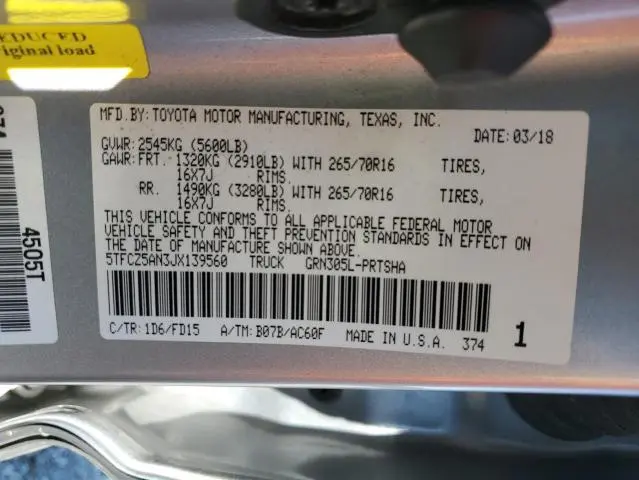 EDUCED
riginal load
4505T
MFD.BY:TOYOTA MOTOR MANUFACTURING, TEXAS, INC.
DATE:03/18
GVWR:2545KG (5600LB)
GAWR:FRT. 1320KG (2910LB) WITH 265/70R16 TIRES,
16X7J RIMS.
RR. 1490KG (3280LB) WITH 265/70R16 TIRES,
16X7J RIMS.
THIS VEHICLE CONFORMS TO ALL APPLICABLE FEDERAL MOTOR
VEHICLE SAFETY AND THEFT PREVENTION STANDARDS IN EFFECT ON
THE DATE OF MANUFACTURE SHOWN ABOVE.
5TFCZ5AN3JX139560 TRUCK GRN305L-PRTSHA
C/TR:1D6/FD15 A/TM:B07B/AC60F MADE IN U.S.A. 374 1